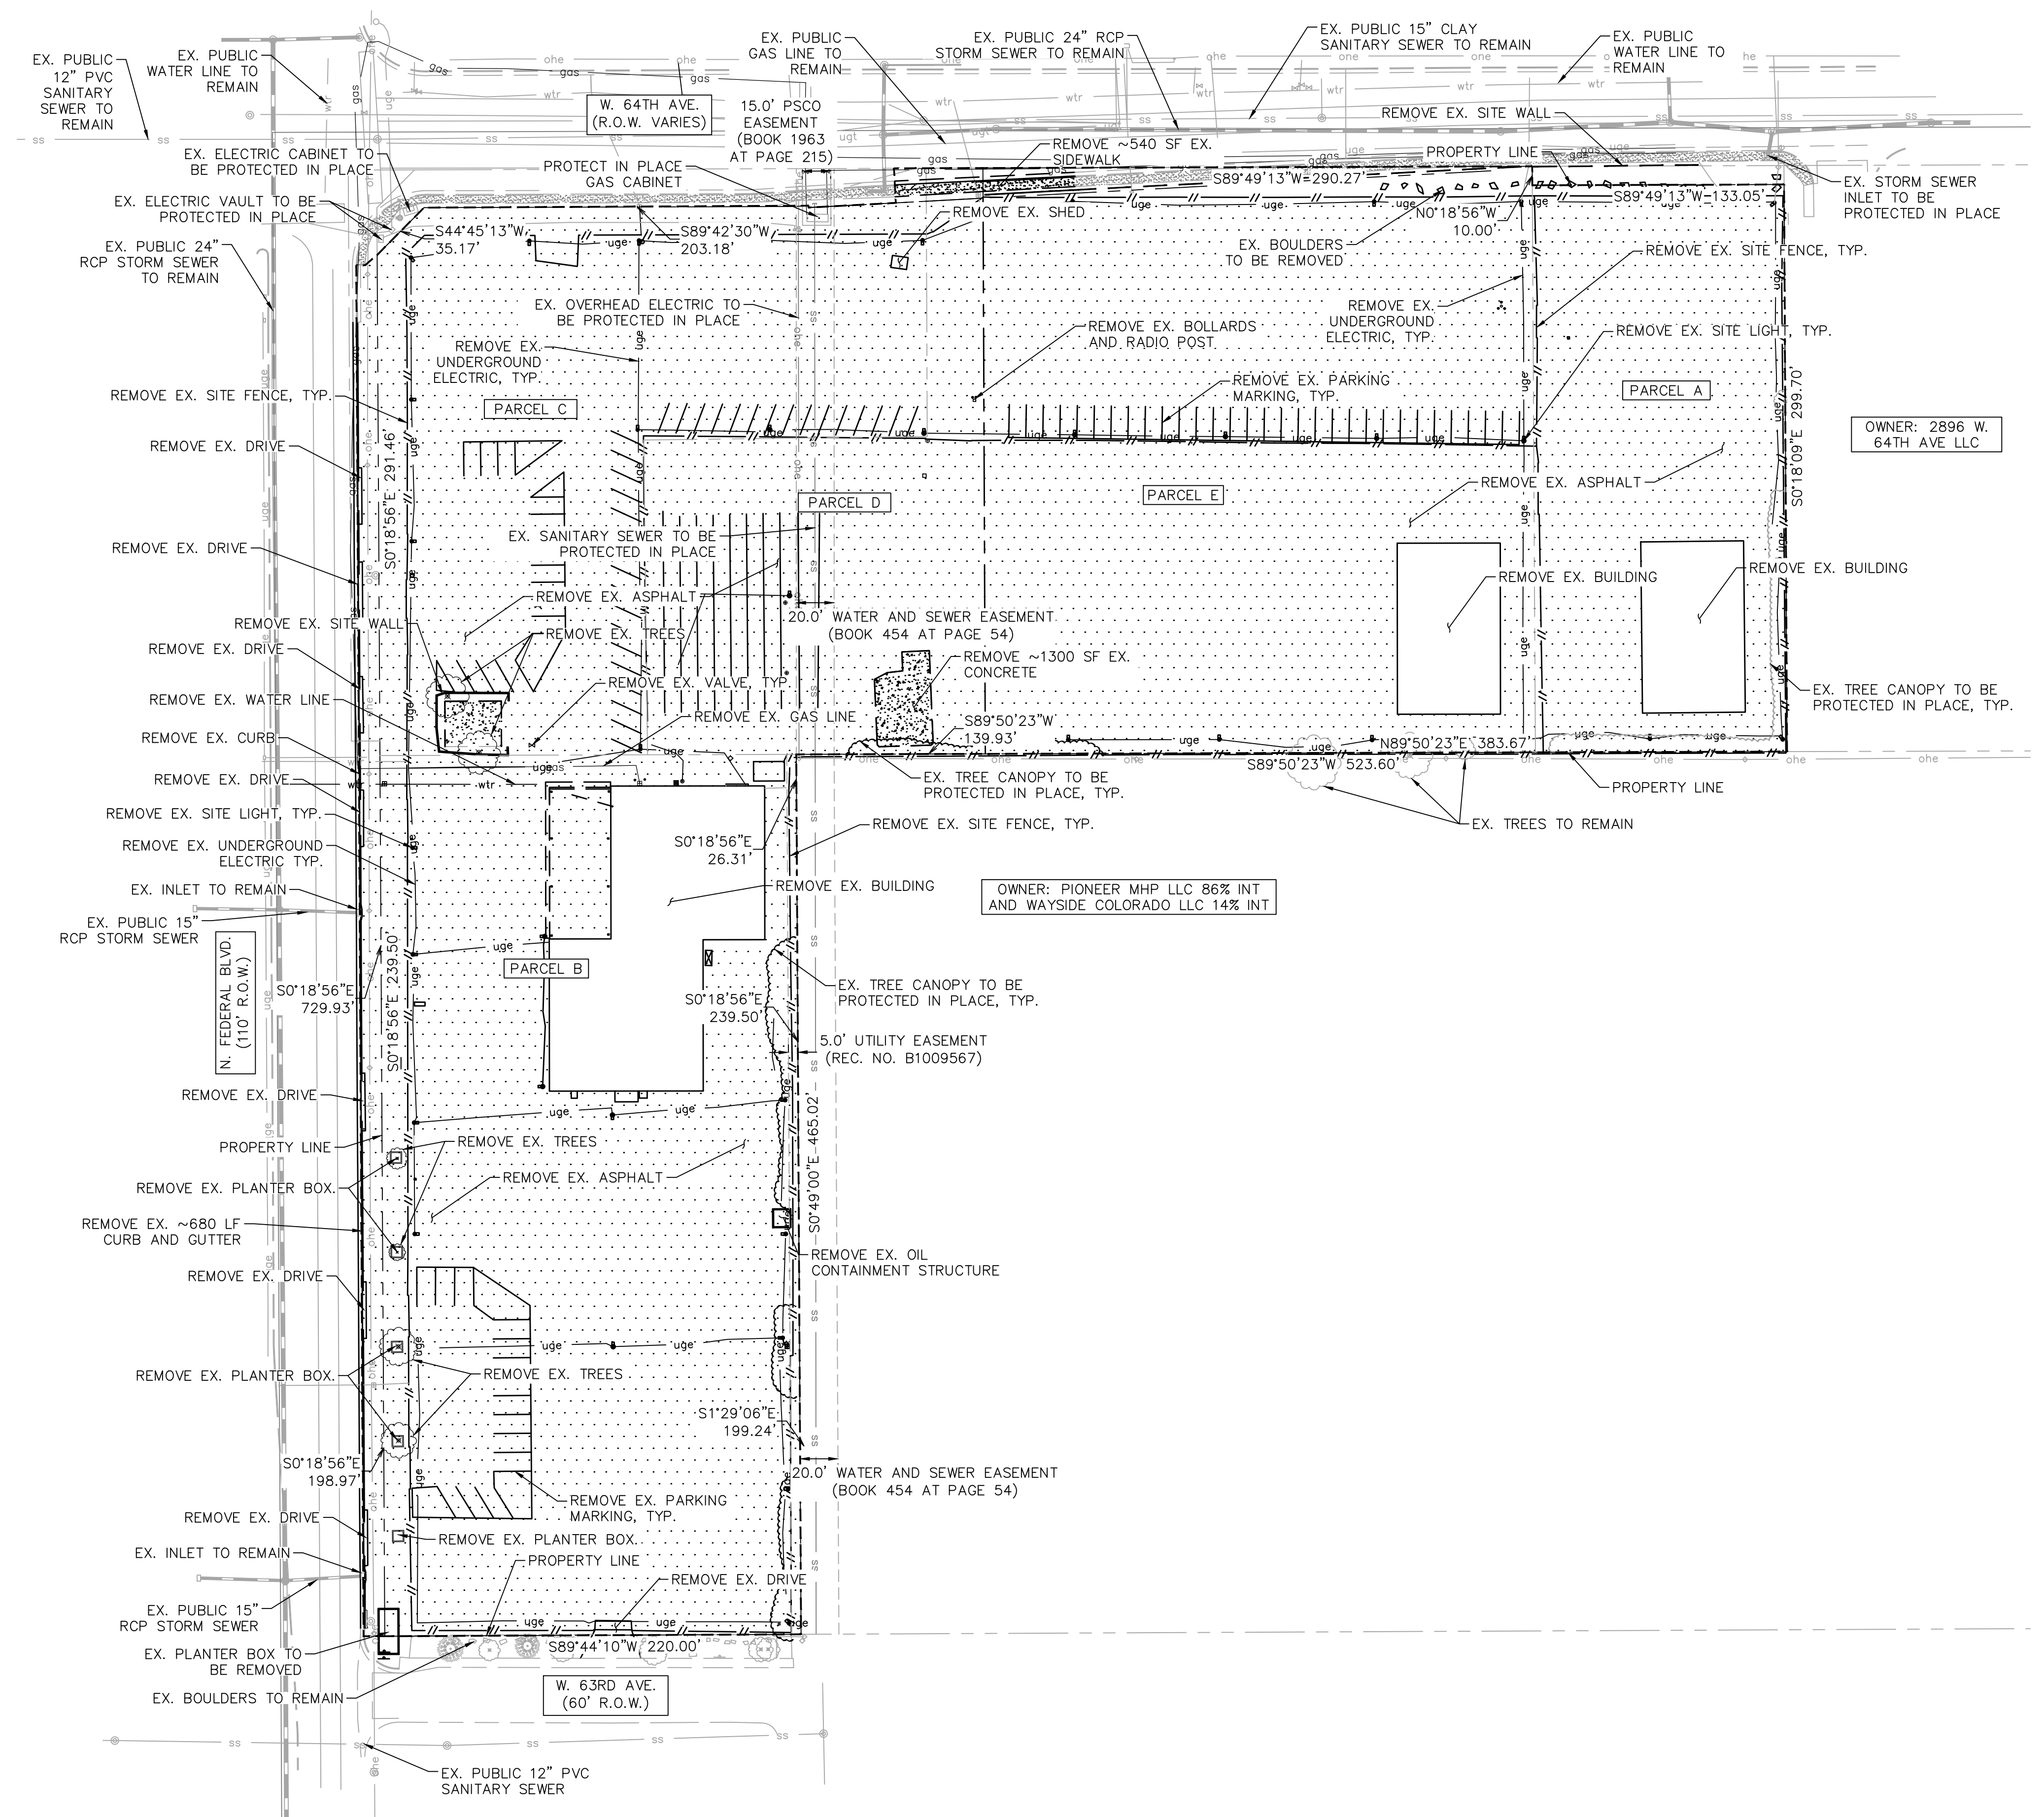 EX. PUBLIC
12" PVC
SANITARY
SEWER TO
REMAIN
EX. PUBLIC
WATER LINE TO
REMAIN
EX. PUBLIC
GAS LINE TO
REMAIN
EX. PUBLIC 24" RCP
STORM SEWER TO REMAIN
EX. PUBLIC 15" CLAY
SANITARY SEWER TO REMAIN
EX. PUBLIC
WATER LINE TO
REMAIN
W. 64TH AVE.
(R.O.W. VARIES)
15.0' PSCO
EASEMENT
(BOOK 1963
AT PAGE 215)
REMOVE EX. SITE WALL
EX. ELECTRIC CABINET TO
BE PROTECTED IN PLACE
PROTECT IN PLACE
GAS CABINET
REMOVE ~540 SF EX.
SIDEWALK
PROPERTY LINE
S89°49'13"W 290.27'
S89°49'13"W 133.05'
EX. STORM SEWER
INLET TO BE
PROTECTED IN PLACE
EX. ELECTRIC VAULT TO BE
PROTECTED IN PLACE
REMOVE EX. SHED
N0°18'56"W
10.00'
S44°45'13"W
35.17'
S89°42'30"W
203.18'
EX. PUBLIC 24"
RCP STORM SEWER
TO REMAIN
EX. BOULDERS
TO BE REMOVED
REMOVE EX. SITE FENCE, TYP.
EX. OVERHEAD ELECTRIC TO
BE PROTECTED IN PLACE
REMOVE EX.
UNDERGROUND
ELECTRIC, TYP.
REMOVE EX. BOLLARDS
AND RADIO POST
REMOVE EX. SITE LIGHT, TYP.
REMOVE EX.
UNDERGROUND
ELECTRIC, TYP.
REMOVE EX. PARKING
MARKING, TYP.
PARCEL A
S0°18'09"E 299.70'
REMOVE EX. SITE FENCE, TYP.
PARCEL C
OWNER: 2896 W.
64TH AVE LLC
REMOVE EX. DRIVE
S0°18'56"E 291.46'
REMOVE EX. ASPHALT
PARCEL D
PARCEL E
EX. SANITARY SEWER TO BE
PROTECTED IN PLACE
REMOVE EX. DRIVE
REMOVE EX. BUILDING
REMOVE EX. BUILDING
REMOVE EX. ASPHALT
20.0' WATER AND SEWER EASEMENT
(BOOK 454 AT PAGE 54)
REMOVE EX. SITE WALL
REMOVE EX. TREES
REMOVE EX. DRIVE
REMOVE ~1300 SF EX.
CONCRETE
REMOVE EX. VALVE, TYP.
REMOVE EX. WATER LINE
EX. TREE CANOPY TO BE
PROTECTED IN PLACE, TYP.
REMOVE EX. GAS LINE
S89°50'23"W
139.93'
REMOVE EX. CURB
N89°50'23"E 383.67'
S89°50'23"W 523.60'
REMOVE EX. DRIVE
EX. TREE CANOPY TO BE
PROTECTED IN PLACE, TYP.
PROPERTY LINE
REMOVE EX. SITE LIGHT, TYP.
REMOVE EX. SITE FENCE, TYP.
EX. TREES TO REMAIN
REMOVE EX. UNDERGROUND
ELECTRIC TYP.
S0°18'56"E
26.31'
EX. INLET TO REMAIN
REMOVE EX. BUILDING
OWNER: PIONEER MHP LLC 86% INT
AND WAYSIDE COLORADO LLC 14% INT
EX. PUBLIC 15"
RCP STORM SEWER
N. FEDERAL BLVD.
(110' R.O.W.)
S0°18'56"E 239.50'
PARCEL B
S0°18'56"E
729.93'
EX. TREE CANOPY TO BE
PROTECTED IN PLACE, TYP.
S0°18'56"E
239.50'
5.0' UTILITY EASEMENT
(REC. NO. B1009567)
REMOVE EX. DRIVE
S0°49'00"E 465.02'
PROPERTY LINE
REMOVE EX. TREES
REMOVE EX. PLANTER BOX.
REMOVE EX. ASPHALT
REMOVE EX. ~680 LF
CURB AND GUTTER
REMOVE EX. OIL
CONTAINMENT STRUCTURE
REMOVE EX. DRIVE
REMOVE EX. PLANTER BOX.
REMOVE EX. TREES
S1°29'06"E
199.24'
S0°18'56"E
198.97'
20.0' WATER AND SEWER EASEMENT
(BOOK 454 AT PAGE 54)
REMOVE EX. PARKING
MARKING, TYP.
REMOVE EX. DRIVE
REMOVE EX. PLANTER BOX.
EX. INLET TO REMAIN
PROPERTY LINE
REMOVE EX. DRIVE
EX. PUBLIC 15"
RCP STORM SEWER
S89°44'10"W 220.00'
EX. PLANTER BOX TO
BE REMOVED
W. 63RD AVE.
(60' R.O.W.)
EX. BOULDERS TO REMAIN
EX. PUBLIC 12" PVC
SANITARY SEWER